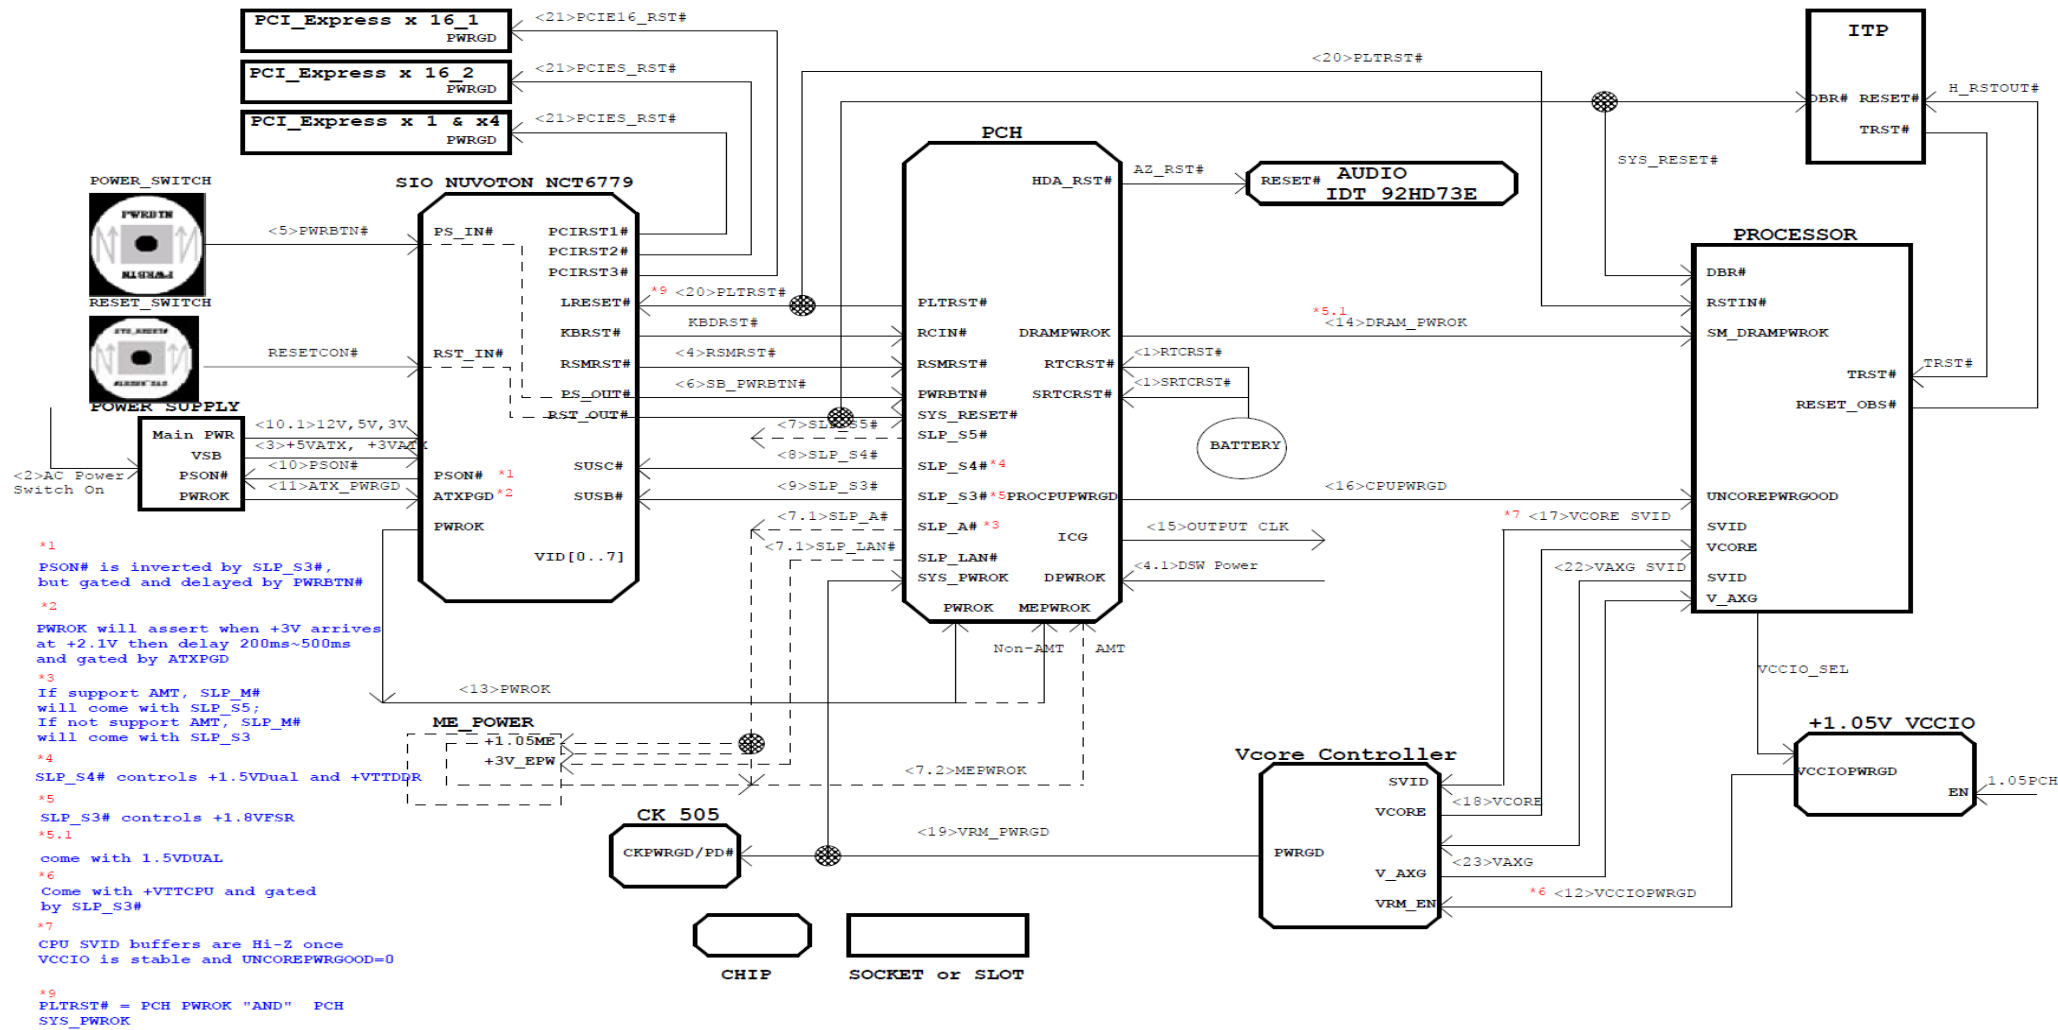 PCI_Express x 16_1
PWRGD
<21>PCIE16_RST#
PCI_Express x 16_2
PWRGD
<21>PCIES_RST#
PCI_Express x 1 & x4
PWRGD
<21>PCIES_RST#
<20>PLTRST#
ITP
DBR# RESET#
TRST#
H_RSTOUT#
SYS_RESET#
PCH
HDA_RST#
AZ_RST#
RESET# AUDIO
IDT 92HD73E
POWER_SWITCH
PWRBTN
PWRBTN
<5>PWRBTN#
RESET_SWITCH
SYS_RESET#
SYS_RESET#
RESETCON#
SIO NUVOTON NCT6779
PS_IN#
PCIRST1#
PCIRST2#
PCIRST3#
LRESET#
KBRST#
RST_IN#
RSMRST#
PS_OUT#
RST_OUT#
SUSC#
PSON# *1
ATXPGD *2
SUSB#
PWROK
VID[0..7]
*9 <20>PLTRST#
KBDRST#
<4>RSMRST#
<6>SB_PWRBTN#
<7>SLP_S5#
<8>SLP_S4#
<9>SLP_S3#
<7.1>SLP_A#
<7.1>SLP_LAN#
PLTRST#
RCIN#
DRAMPWROK
RSMRST#
RTCRST#
PWRBTN#
SRTCRST#
SYS_RESET#
SLP_S5#
SLP_S4# *4
SLP_S3# *5 PROCPUPWRGD
SLP_A# *3
ICG
SLP_LAN#
SYS_PWROK
DPWROK
PWROK
MEPWROK
Non-AMT
AMT
*5.1
<14>DRAM_PWROK
<1>RTCRST#
<1>SRTCRST#
BATTERY
<16>CPUPWRGD
<15>OUTPUT CLK
<4.1>DSW Power
PROCESSOR
DBR#
RSTIN#
SM_DRAMPWROK
TRST#
RESET_OBS#
UNCOREPWRGOOD
SVID
VCORE
SVID
V_AXG
TRST#
*7 <17>VCORE SVID
<22>VAXG SVID
VCCIO_SEL
POWER SUPPLY
Main PWR
VSB
PSON#
PWROK
<10.1>12V,5V,3V
<3>+5VATX, +3VATX
<10>PSON#
<11>ATX_PWRGD
<2>AC Power
Switch On
<13>PWROK
ME_POWER
+1.05ME
+3V_EPW
<7.2>MEPWROK
CK 505
CKPWRGD/PD#
<19>VRM_PWRGD
Vcore Controller
SVID
VCORE
PWRGD
V_AXG
VRM_EN
<18>VCORE
<23>VAXG
*6 <12>VCCIOPWRGD
+1.05V VCCIO
VCCIOPWRGD
EN
1.05PCH
CHIP
SOCKET or SLOT
*1
PSON# is inverted by SLP_S3#,
but gated and delayed by PWRBTN#
*2
PWROK will assert when +3V arrives
at +2.1V then delay 200ms~500ms
and gated by ATXPGD
*3
If support AMT, SLP_M#
will come with SLP_S5;
If not support AMT, SLP_M#
will come with SLP_S3
*4
SLP_S4# controls +1.5VDual and +VTTDDR
*5
SLP_S3# controls +1.8VFSR
*5.1
come with 1.5VDUAL
*6
Come with +VTTCPU and gated
by SLP_S3#
*7
CPU SVID buffers are Hi-Z once
VCCIO is stable and UNCOREPWRGOOD=0
*9
PLTRST# = PCH PWROK "AND" PCH
SYS_PWROK